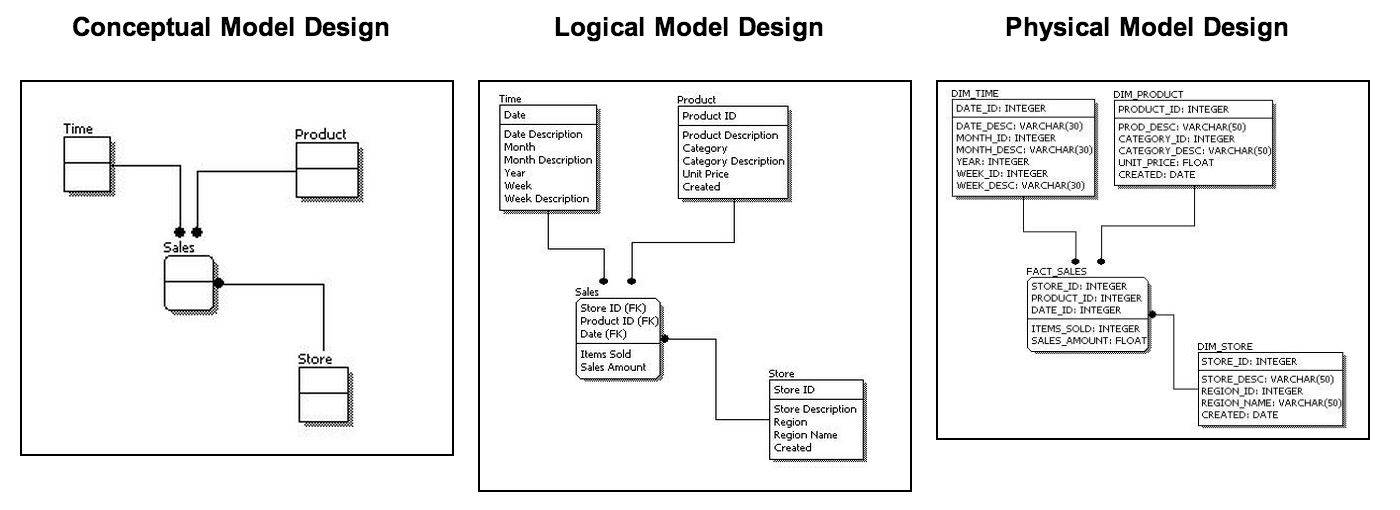 Conceptual Model Design
Time
Product
Sales
Store
Logical Model Design
Time
Date
Date Description
Month
Month Description
Year
Week
Week Description
Product
Product ID
Product Description
Category
Category Description
Unit Price
Created
Sales
Store ID (FK)
Product ID (FK)
Date (FK)
Items Sold
Sales Amount
Store
Store ID
Store Description
Region
Region Name
Created
Physical Model Design
DIM_TIME
DATE_ID: INTEGER
DATE_DESC: VARCHAR(30)
MONTH_ID: INTEGER
MONTH_DESC: VARCHAR(30)
YEAR: INTEGER
WEEK_ID: INTEGER
WEEK_DESC: VARCHAR(30)
DIM_PRODUCT
PRODUCT_ID: INTEGER
PROD_DESC: VARCHAR(50)
CATEGORY_ID: INTEGER
CATEGORY_DESC: VARCHAR(50)
UNIT_PRICE: FLOAT
CREATED: DATE
FACT_SALES
STORE_ID: INTEGER
PRODUCT_ID: INTEGER
DATE_ID: INTEGER
ITEMS_SOLD: INTEGER
SALES_AMOUNT: FLOAT
DIM_STORE
STORE_ID: INTEGER
STORE_DESC: VARCHAR(50)
REGION_ID: INTEGER
REGION_NAME: VARCHAR(50)
CREATED: DATE